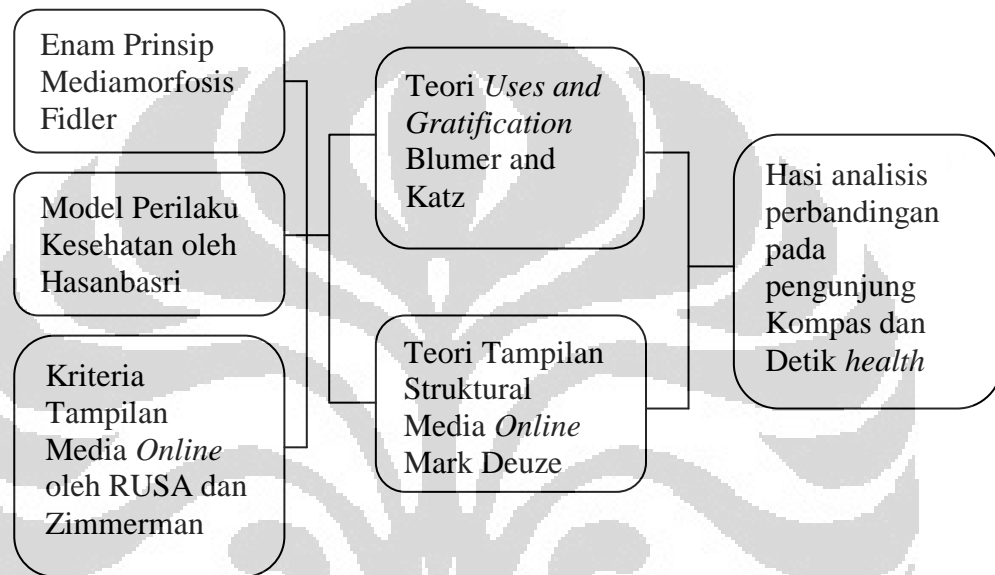 Enam Prinsip
Mediamorfosis
Fidler
Model Perilaku
Kesehatan oleh
Hasanbasri
Kriteria
Tampilan
Media Online
oleh RUSA dan
Zimmerman
Teori Uses and
Gratification
Blumer and
Katz
Teori Tampilan
Struktural
Media Online
Mark Deuze
Hasi analisis
perbandingan
pada
pengunjung
Kompas dan
Detik health